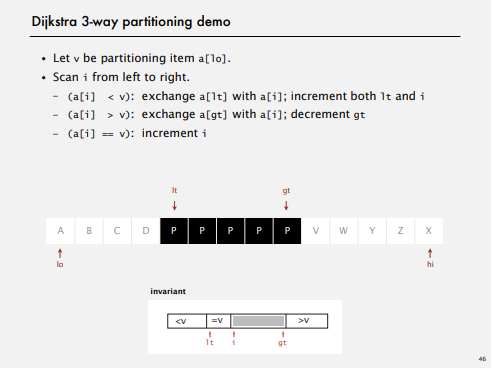 Dijkstra 3-way partitioning demo
• Let v be partitioning item a[lo].
• Scan i from left to right.
– (a[i] < v): exchange a[lt] with a[i]; increment both lt and i
– (a[i] > v): exchange a[gt] with a[i]; decrement gt
– (a[i] == v): increment i
lt gt
A B C D P P P P P V W Y Z X
lo hi
invariant
<V =V >V
lt i gt
46